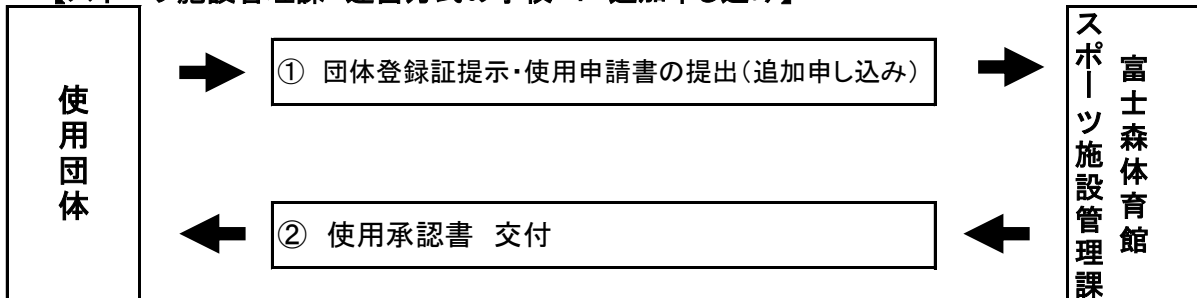 使用団体
① 団体登録証提示・使用申請書の提出（追加申し込み）
② 使用承認書 交付
富士森体育館
スポーツ施設管理課